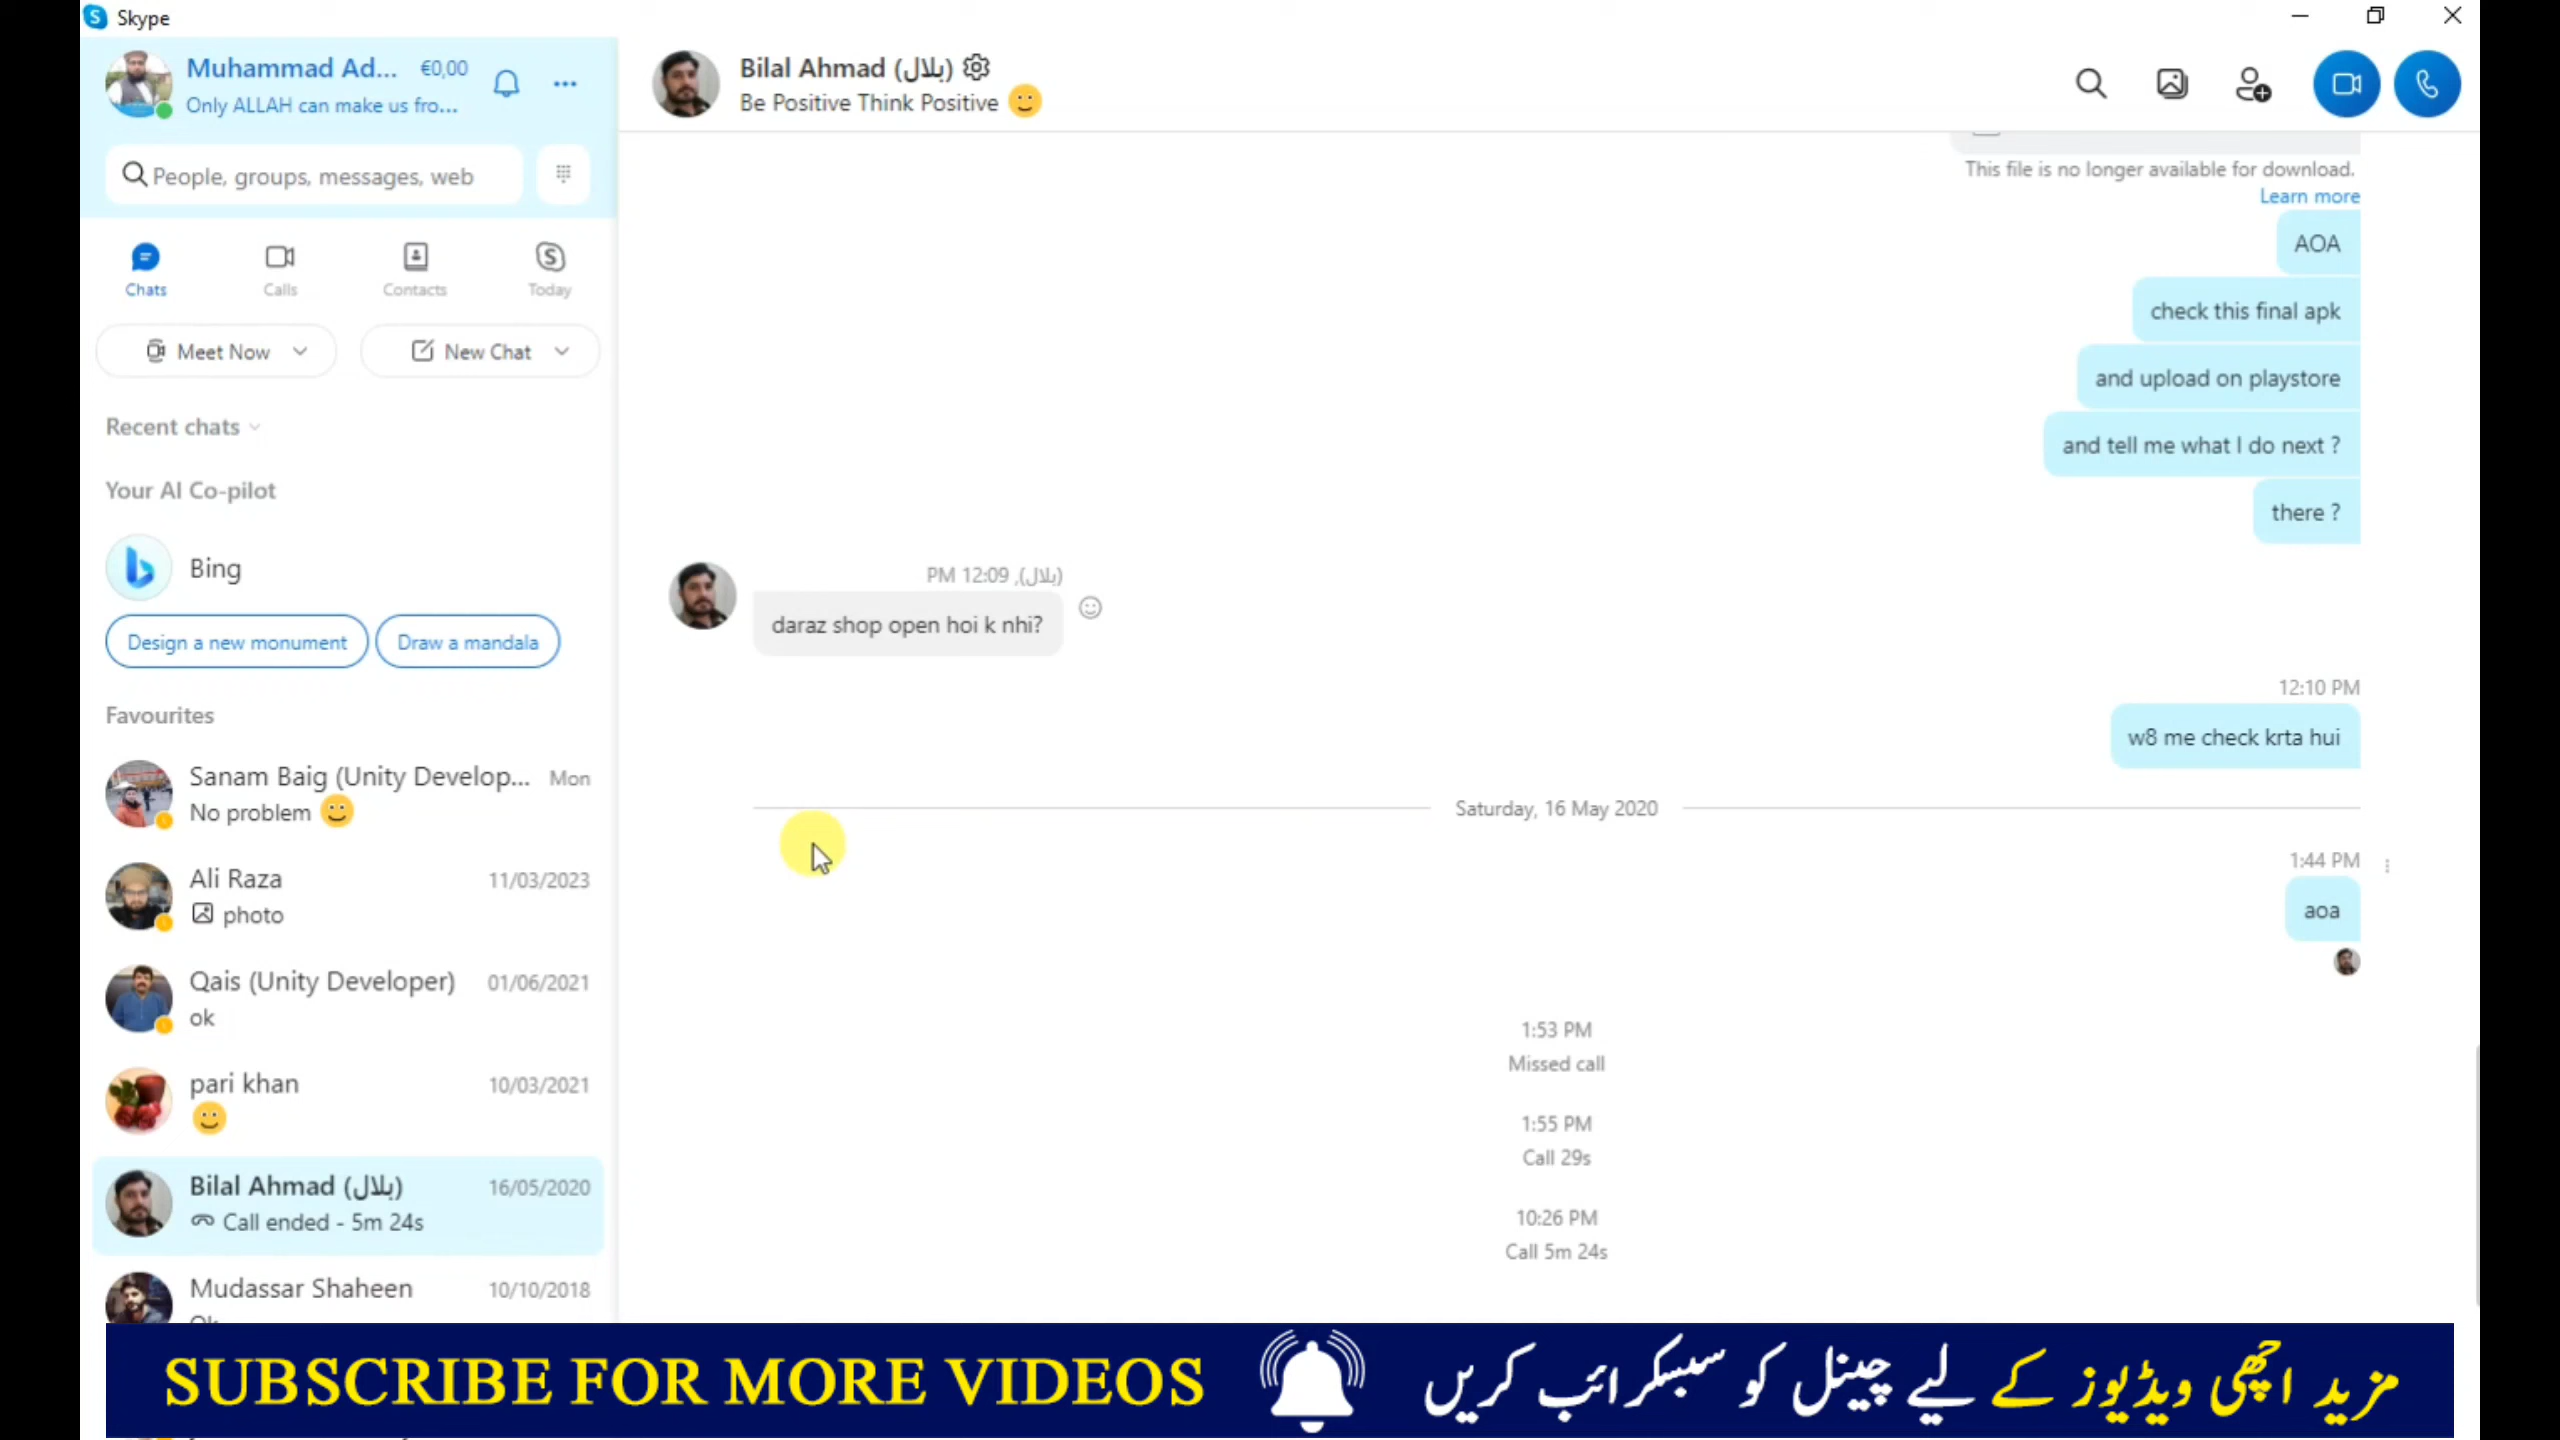 Skype
Muhammad Ad... €0,00
Only ALLAH can make us fro...
People, groups, messages, web
Chats
Calls
Contacts
Today
Meet Now
New Chat
Recent chats
Your AI Co-pilot
Bing
Design a new monument
Draw a mandala
Favourites
Sanam Baig (Unity Develop... Mon
No problem
Ali Raza 11/03/2023
photo
Qais (Unity Developer) 01/06/2021
ok
pari khan 10/03/2021
Bilal Ahmad (بلال) 16/05/2020
Call ended - 5m 24s
Mudassar Shaheen 10/10/2018
Bilal Ahmad (بلال)
Be Positive Think Positive
This file is no longer available for download.
Learn more
AOA
check this final apk
and upload on playstore
and tell me what I do next ?
there ?
(بلال), 12:09 PM
daraz shop open hoi k nhi?
12:10 PM
w8 me check krta hui
Saturday, 16 May 2020
1:44 PM
aoa
1:53 PM
Missed call
1:55 PM
Call 29s
10:26 PM
Call 5m 24s
SUBSCRIBE FOR MORE VIDEOS
مزید اچھی ویڈیوز کے لیے چینل کو سبسکرائب کریں